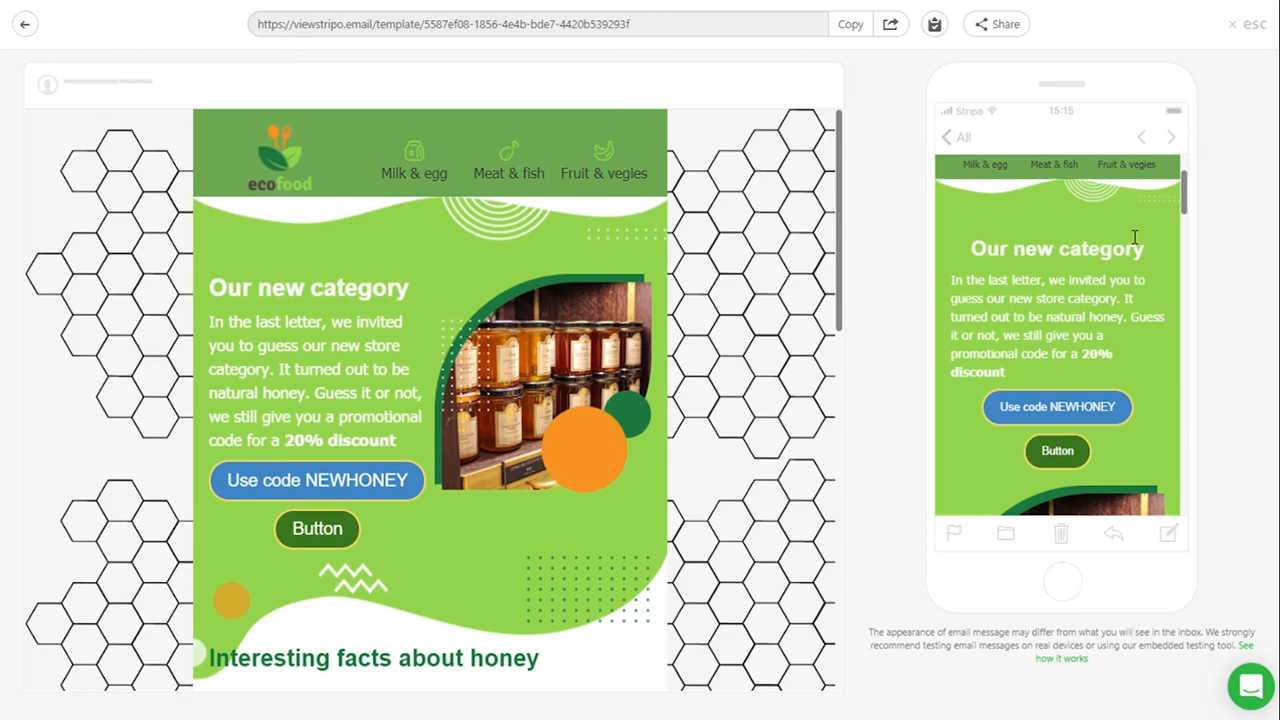 https://viewstripo.email/template/5587ef08-1856-4e4b-bde7-4420b539293f
Copy
Share
× esc
ecofood
Milk & egg
Meat & fish
Fruit & vegies
Our new category
In the last letter, we invited
you to guess our new store
category. It turned out to be
natural honey. Guess it or not,
we still give you a promotional
code for a 20% discount
Use code NEWHONEY
Button
Interesting facts about honey
Stripo
15:15
All
Milk & egg
Meat & fish
Fruit & vegies
Our new category
In the last letter, we invited you to
guess our new store category. It
turned out to be natural honey. Guess
it or not, we still give you a
promotional code for a 20%
discount
Use code NEWHONEY
Button
The appearance of email message may differ from what you will see in the inbox. We strongly
recommend testing email messages on real devices or using our embedded testing tool. See
how it works